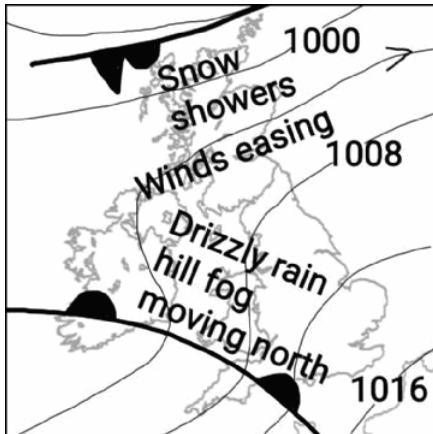 1000
Snow
showers
Winds easing
1008
Drizzly rain
hill fog
moving north
1016